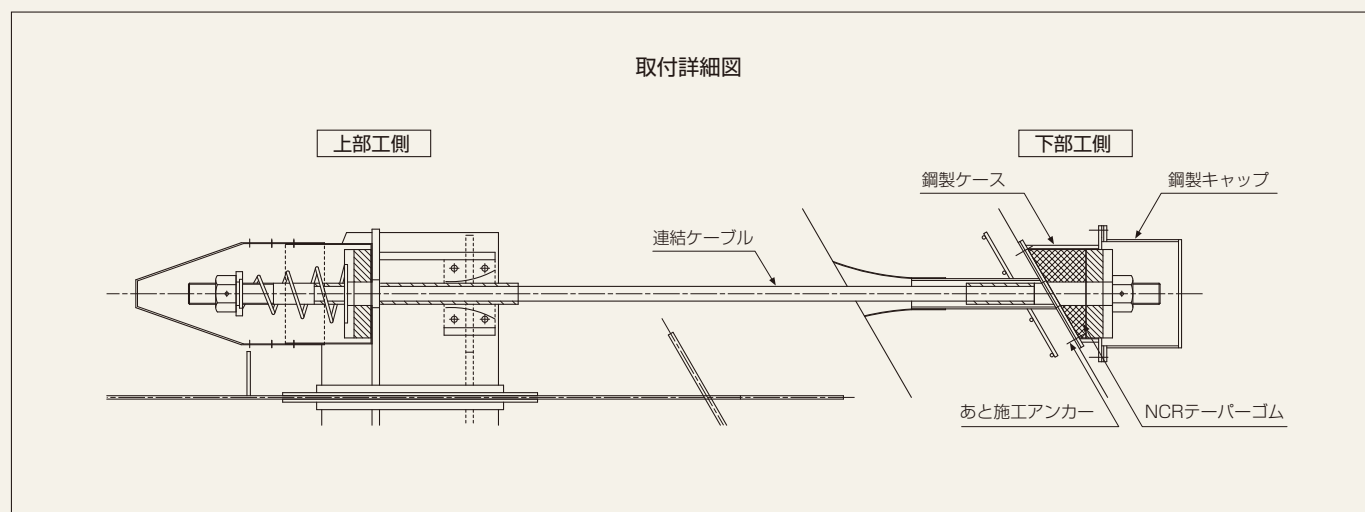 取付詳細図
上部工側
下部工側
鋼製ケース
鋼製キャップ
連結ケーブル
あと施工アンカー
NCRテーパーゴム